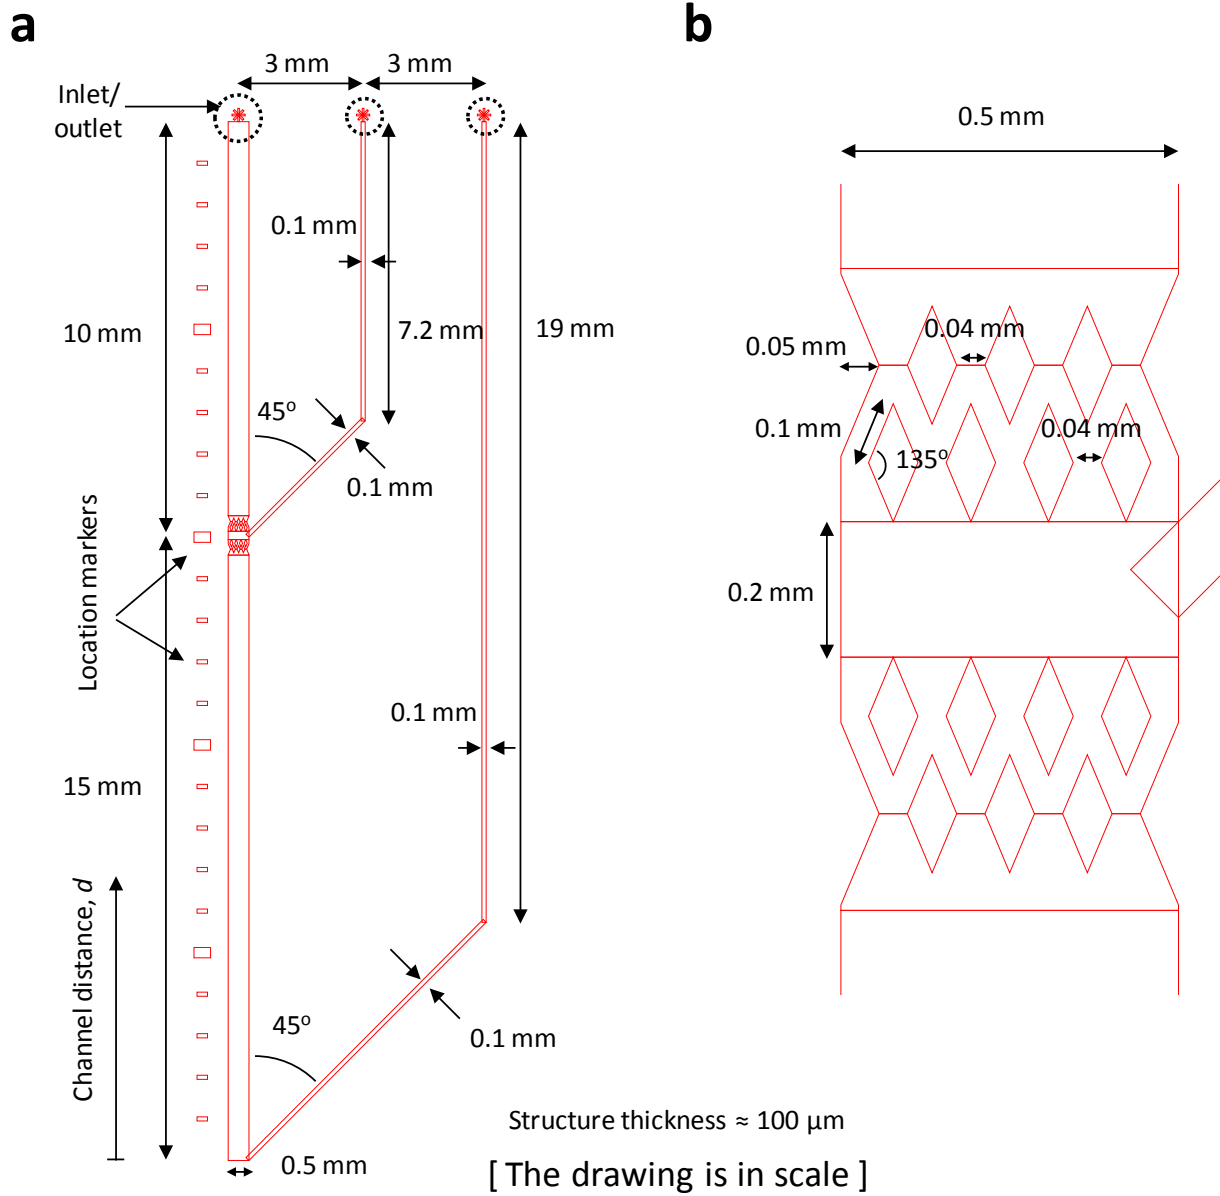 a
b
3 mm
3 mm
Inlet/
outlet
0.5 mm
0.1 mm
10 mm
7.2 mm
19 mm
0.04 mm
0.05 mm
45°
0.1 mm
0.04 mm
135°
0.1 mm
Location markers
0.2 mm
0.1 mm
15 mm
Channel distance, d
45°
0.1 mm
Structure thickness ≈ 100 μm
0.5 mm
[ The drawing is in scale ]